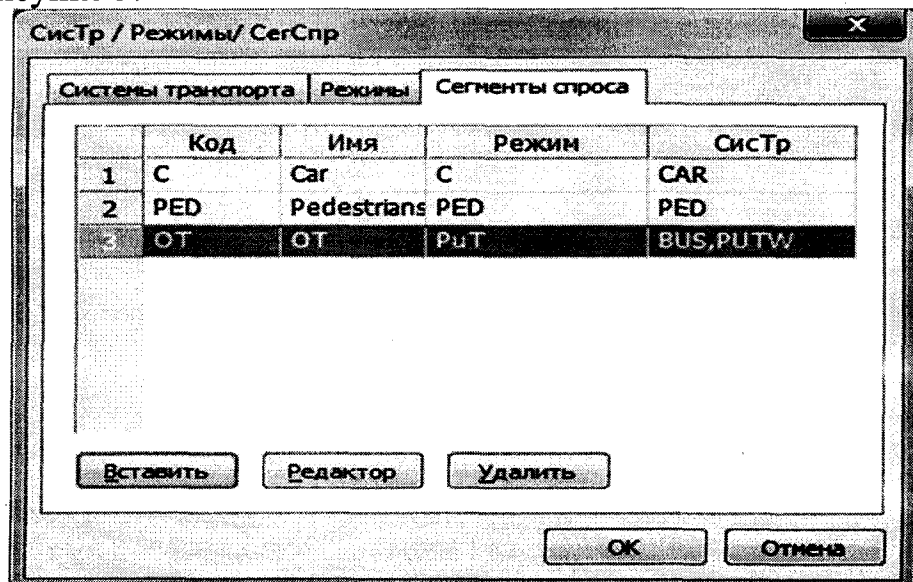 СисТр / Режимы/ СегСпр
Системы транспорта Режимы Сегменты спроса
Код Имя Режим СисТр
1 C Car C CAR
2 PED Pedestrians PED PED
3 OT OT PuT BUS,PUTW
Вставить Редактор Удалить
OK Отмена